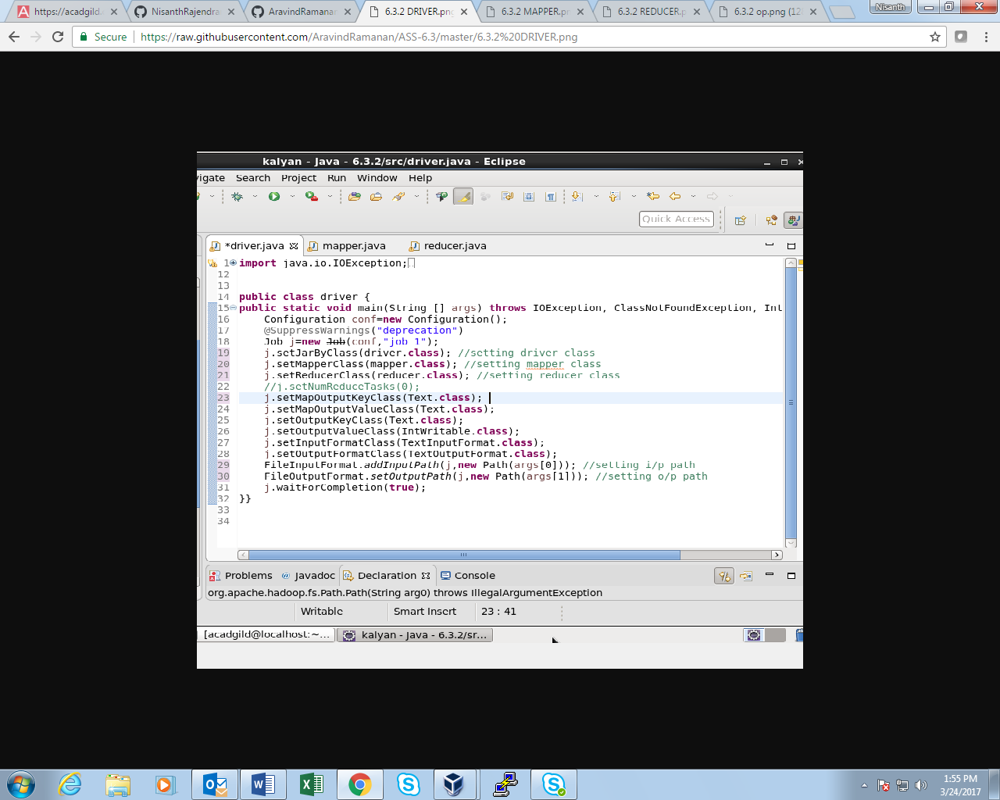 https://acadgild.
NisanthRajendra
AravindRamanan
6.3.2 DRIVER.png
6.3.2 MAPPER.pn
6.3.2 REDUCER.p
6.3.2 op.png (128
Nisanth
Secure
https://raw.githubusercontent.com/AravindRamanan/ASS-6.3/master/6.3.2%20DRIVER.png
kalyan - Java - 6.3.2/src/driver.java - Eclipse
vigate Search Project Run Window Help
Quick Access
*driver.java
mapper.java
reducer.java
1 import java.io.IOException;
12
13
14 public class driver {
15 public static void main(String [] args) throws IOException, ClassNotFoundException, Int
16 Configuration conf=new Configuration();
17 @SuppressWarnings("deprecation")
18 Job j=new Job(conf,"job 1");
19 j.setJarByClass(driver.class); //setting driver class
20 j.setMapperClass(mapper.class); //setting mapper class
21 j.setReducerClass(reducer.class); //setting reducer class
22 //j.setNumReduceTasks(0);
23 j.setMapOutputKeyClass(Text.class);
24 j.setMapOutputValueClass(Text.class);
25 j.setOutputKeyClass(Text.class);
26 j.setOutputValueClass(IntWritable.class);
27 j.setInputFormatClass(TextInputFormat.class);
28 j.setOutputFormatClass(TextOutputFormat.class);
29 FileInputFormat.addInputPath(j,new Path(args[0])); //setting i/p path
30 FileOutputFormat.setOutputPath(j,new Path(args[1])); //setting o/p path
31 j.waitForCompletion(true);
32 }}
33
34
Problems
@ Javadoc
Declaration
Console
org.apache.hadoop.fs.Path.Path(String arg0) throws IllegalArgumentException
Writable
Smart Insert
23 : 41
[acadgild@localhost:~...
kalyan - Java - 6.3.2/sr...
1:55 PM
3/24/2017